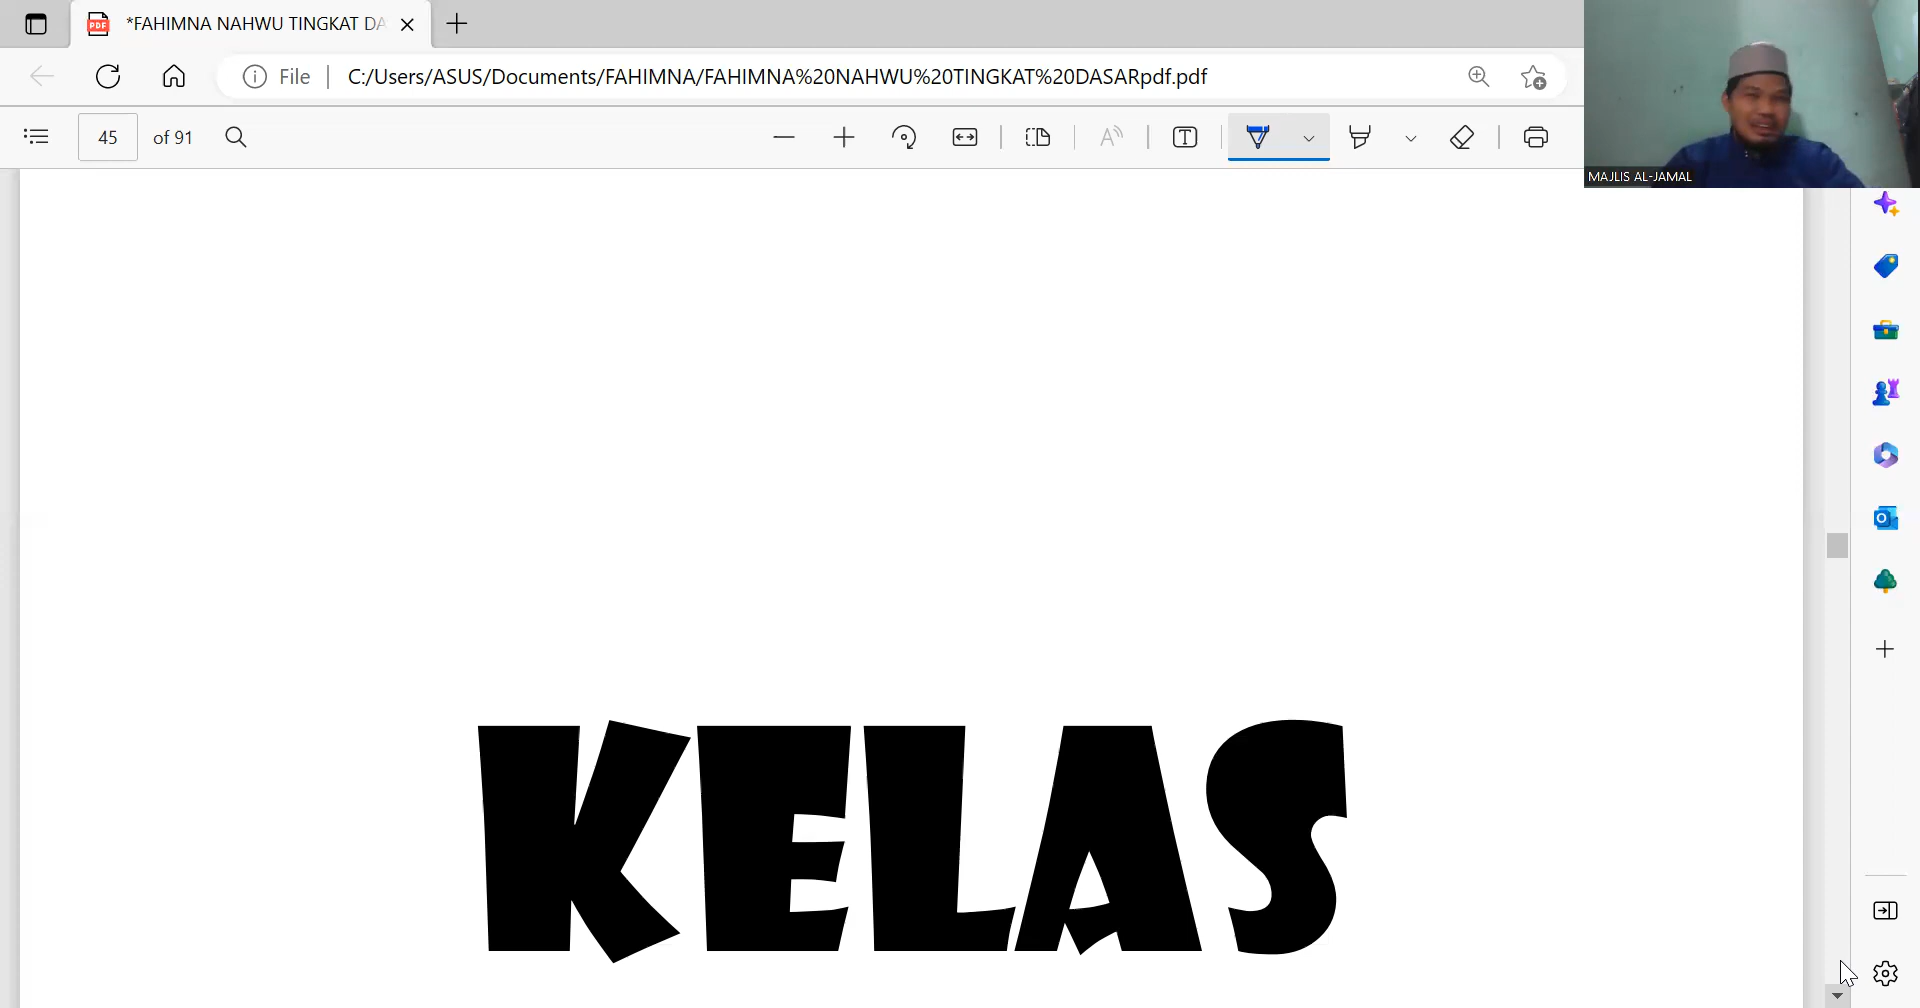 *FAHIMNA NAHWU TINGKAT DA
File
C:/Users/ASUS/Documents/FAHIMNA/FAHIMNA%20NAHWU%20TINGKAT%20DASARpdf.pdf
45 of 91
MAJLIS AL-JAMAL
KELAS